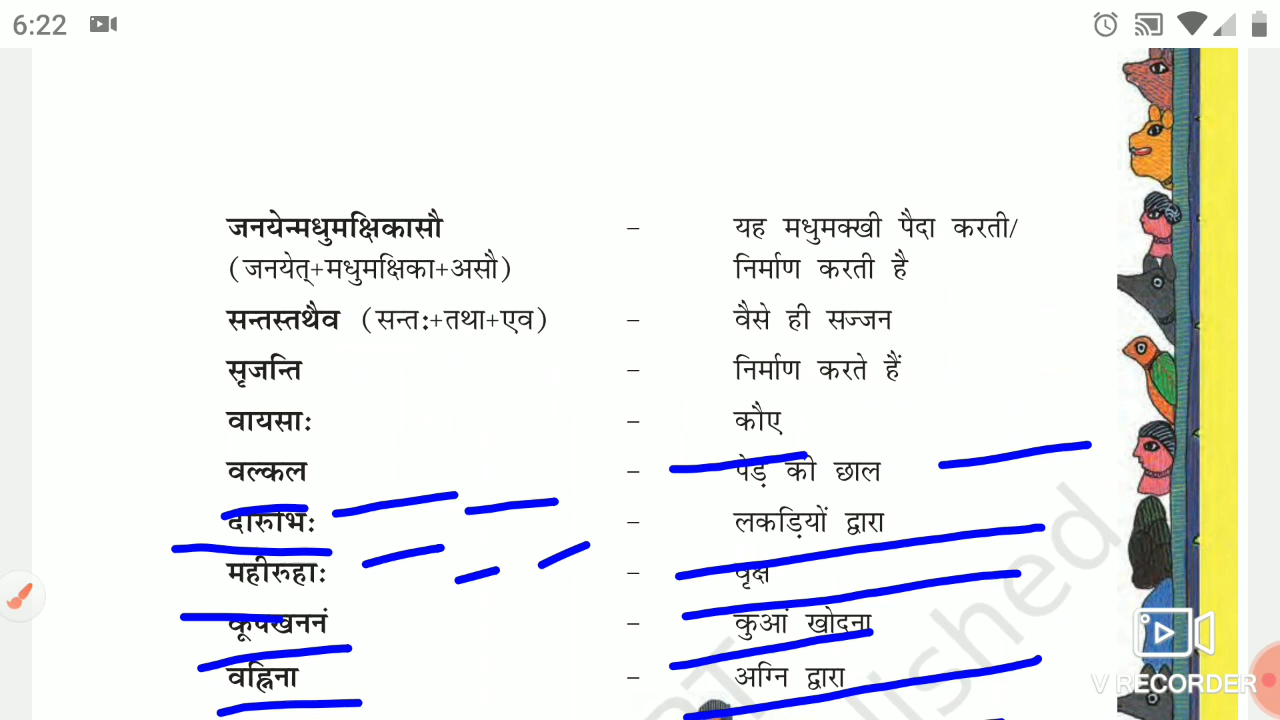 6:22
जनयेन्मधुमक्षिकासौ – यह मधुमक्खी पैदा करती/
(जनयेत्+मधुमक्षिका+असौ) निर्माण करती है
सन्तस्तथैव (सन्तः+तथा+एव) – वैसे ही सज्जन
सृजन्ति – निर्माण करते हैं
वायसाः – कौए
वल्कल – पेड़ की छाल
दारुभिः – लकड़ियों द्वारा
महीरुहाः – वृक्ष
कूपखननं – कुआं खोदना
वह्निना – अग्नि द्वारा
V RECORDER